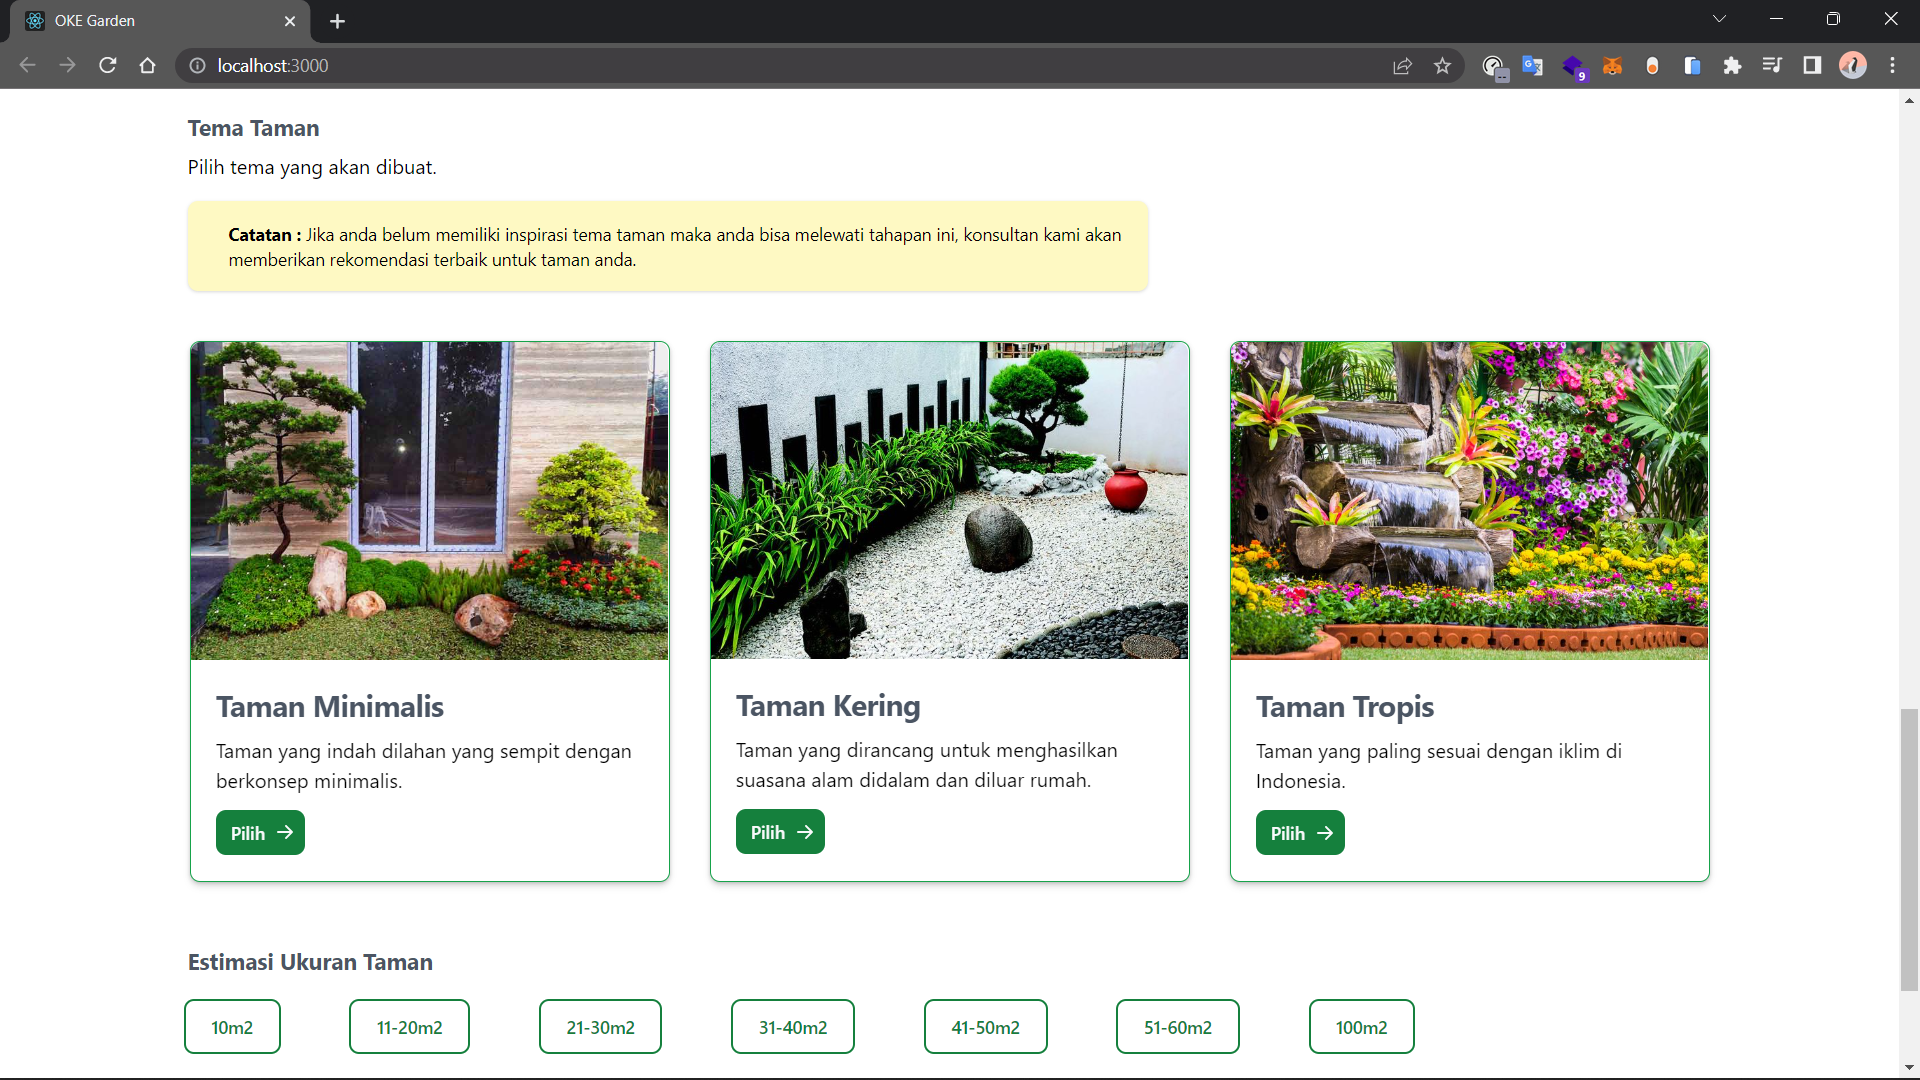 OKE Garden
localhost:3000
9
Tema Taman
Pilih tema yang akan dibuat.
Catatan : Jika anda belum memiliki inspirasi tema taman maka anda bisa melewati tahapan ini, konsultan kami akan
memberikan rekomendasi terbaik untuk taman anda.
Taman Minimalis
Taman yang indah dilahan yang sempit dengan
berkonsep minimalis.
Pilih →
Taman Kering
Taman yang dirancang untuk menghasilkan
suasana alam didalam dan diluar rumah.
Pilih →
Taman Tropis
Taman yang paling sesuai dengan iklim di
Indonesia.
Pilih →
Estimasi Ukuran Taman
10m2 11-20m2 21-30m2 31-40m2 41-50m2 51-60m2 100m2